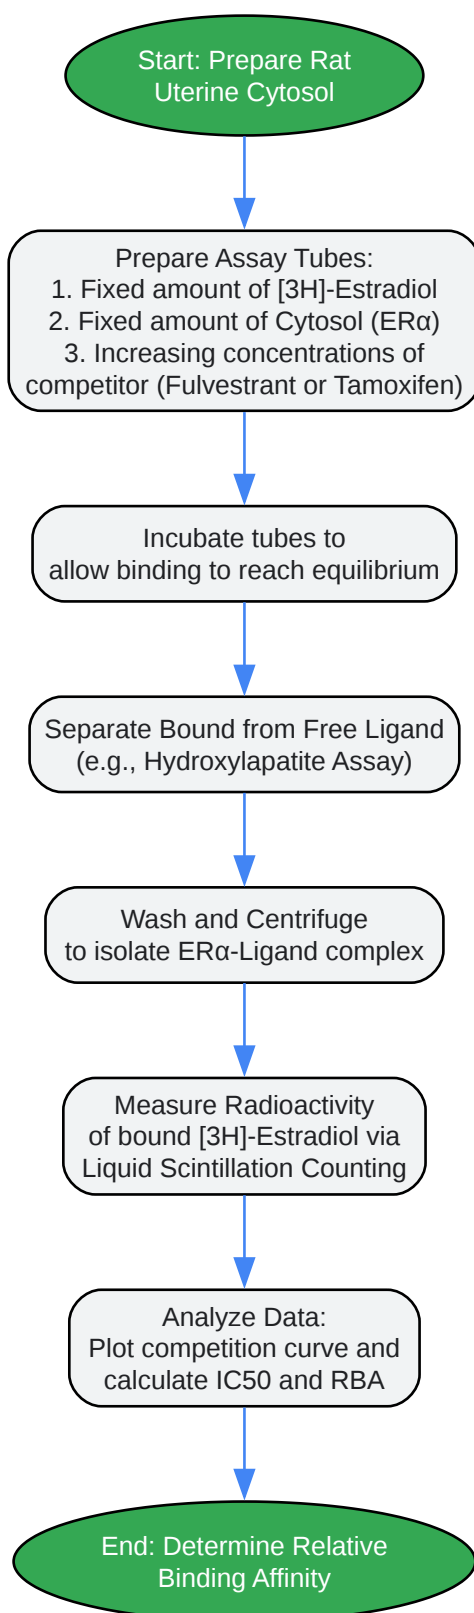 Start: Prepare Rat
Uterine Cytosol
Prepare Assay Tubes:
1. Fixed amount of [3H]-Estradiol
2. Fixed amount of Cytosol (ERα)
3. Increasing concentrations of
competitor (Fulvestrant or Tamoxifen)
Incubate tubes to
allow binding to reach equilibrium
Separate Bound from Free Ligand
(e.g., Hydroxylapatite Assay)
Wash and Centrifuge
to isolate ERα-Ligand complex
Measure Radioactivity
of bound [3H]-Estradiol via
Liquid Scintillation Counting
Analyze Data:
Plot competition curve and
calculate IC50 and RBA
End: Determine Relative
Binding Affinity